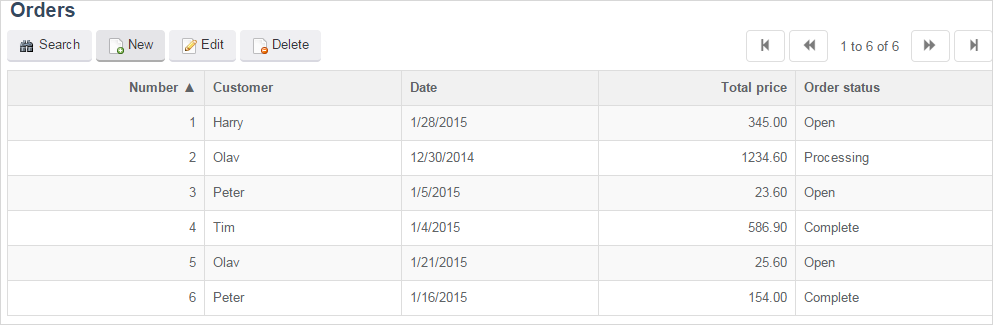 Orders
Search New Edit Delete 1 to 6 of 6
Number ▲ Customer Date Total price Order status
1 Harry 1/28/2015 345.00 Open
2 Olav 12/30/2014 1234.60 Processing
3 Peter 1/5/2015 23.60 Open
4 Tim 1/4/2015 586.90 Complete
5 Olav 1/21/2015 25.60 Open
6 Peter 1/16/2015 154.00 Complete